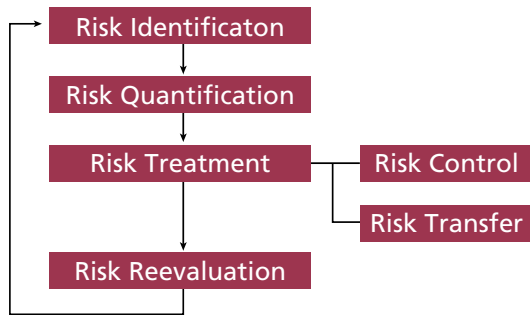 Risk Identificaton
Risk Quantification
Risk Treatment
Risk Control
Risk Transfer
Risk Reevaluation